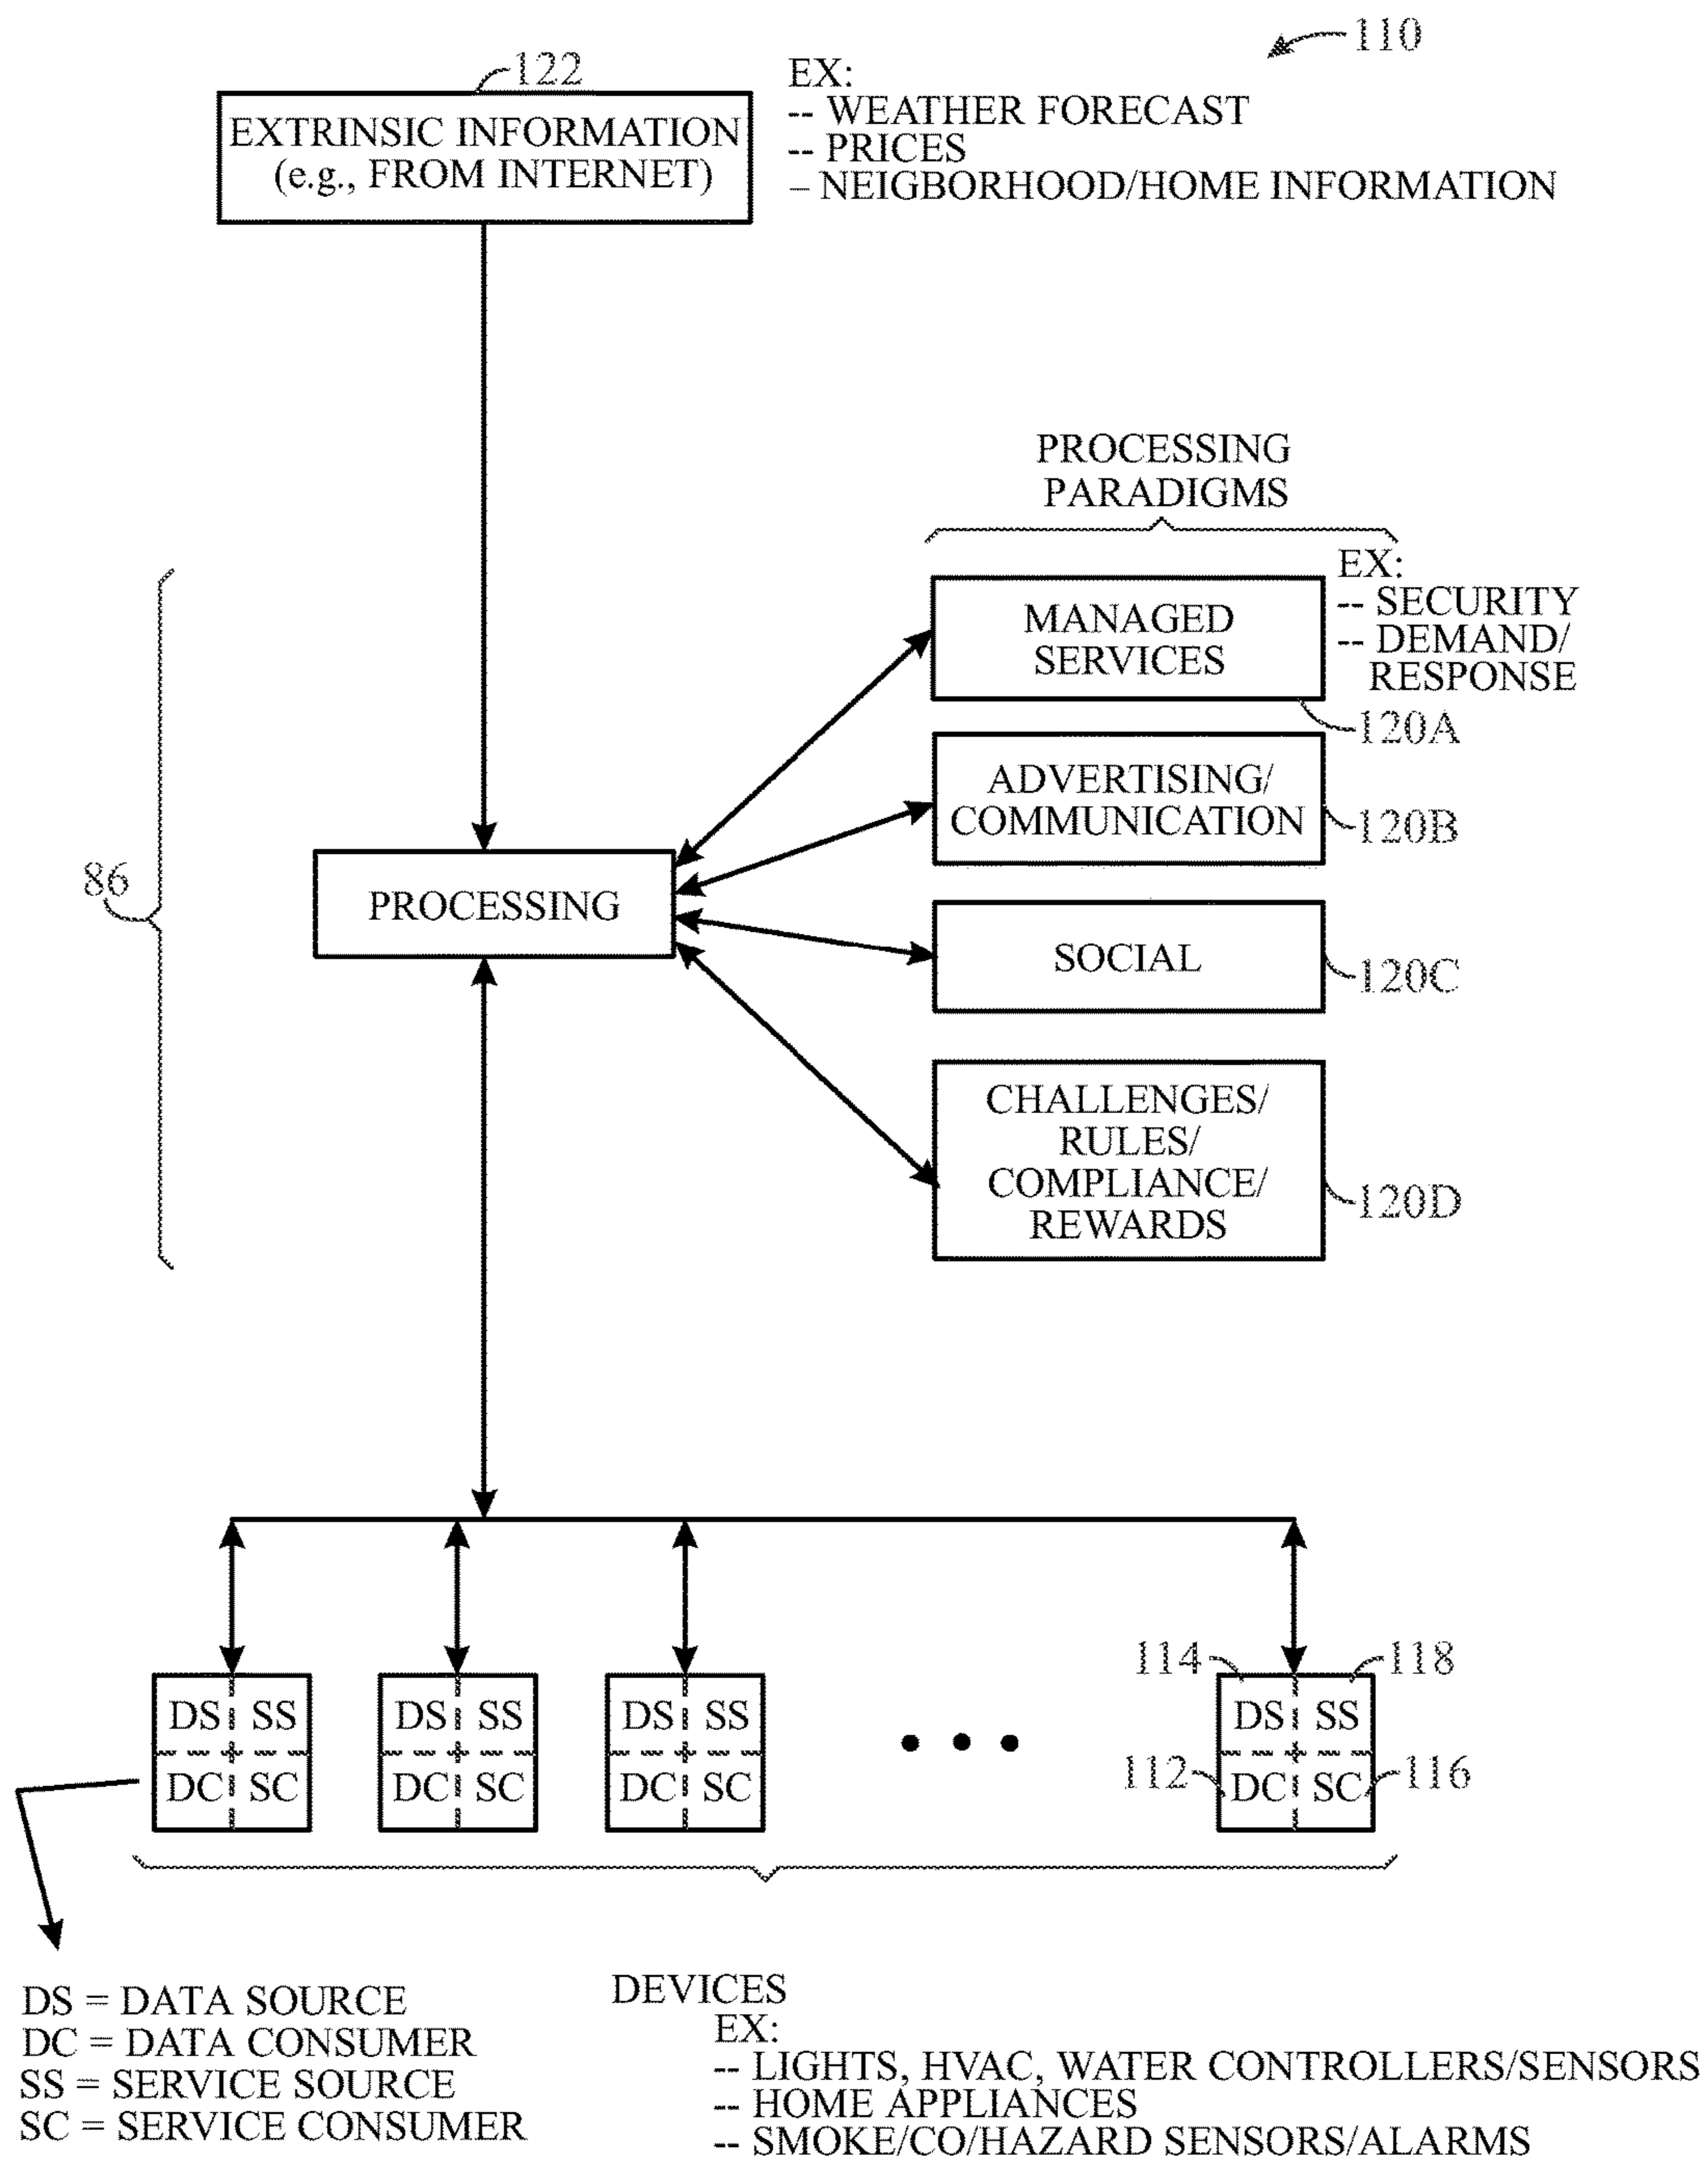 110
122
EXTRINSIC INFORMATION
(e.g., FROM INTERNET)
EX:
-- WEATHER FORECAST
-- PRICES
– NEIGBORHOOD/HOME INFORMATION
PROCESSING
PARADIGMS
MANAGED
SERVICES
EX:
-- SECURITY
-- DEMAND/
RESPONSE
120A
ADVERTISING/
COMMUNICATION
120B
86
PROCESSING
SOCIAL
120C
CHALLENGES/
RULES/
COMPLIANCE/
REWARDS
120D
DS SS
DC SC
DS SS
DC SC
DS SS
DC SC
114
118
DS SS
DC SC
112
116
DS = DATA SOURCE
DC = DATA CONSUMER
SS = SERVICE SOURCE
SC = SERVICE CONSUMER
DEVICES
EX:
-- LIGHTS, HVAC, WATER CONTROLLERS/SENSORS
-- HOME APPLIANCES
-- SMOKE/CO/HAZARD SENSORS/ALARMS